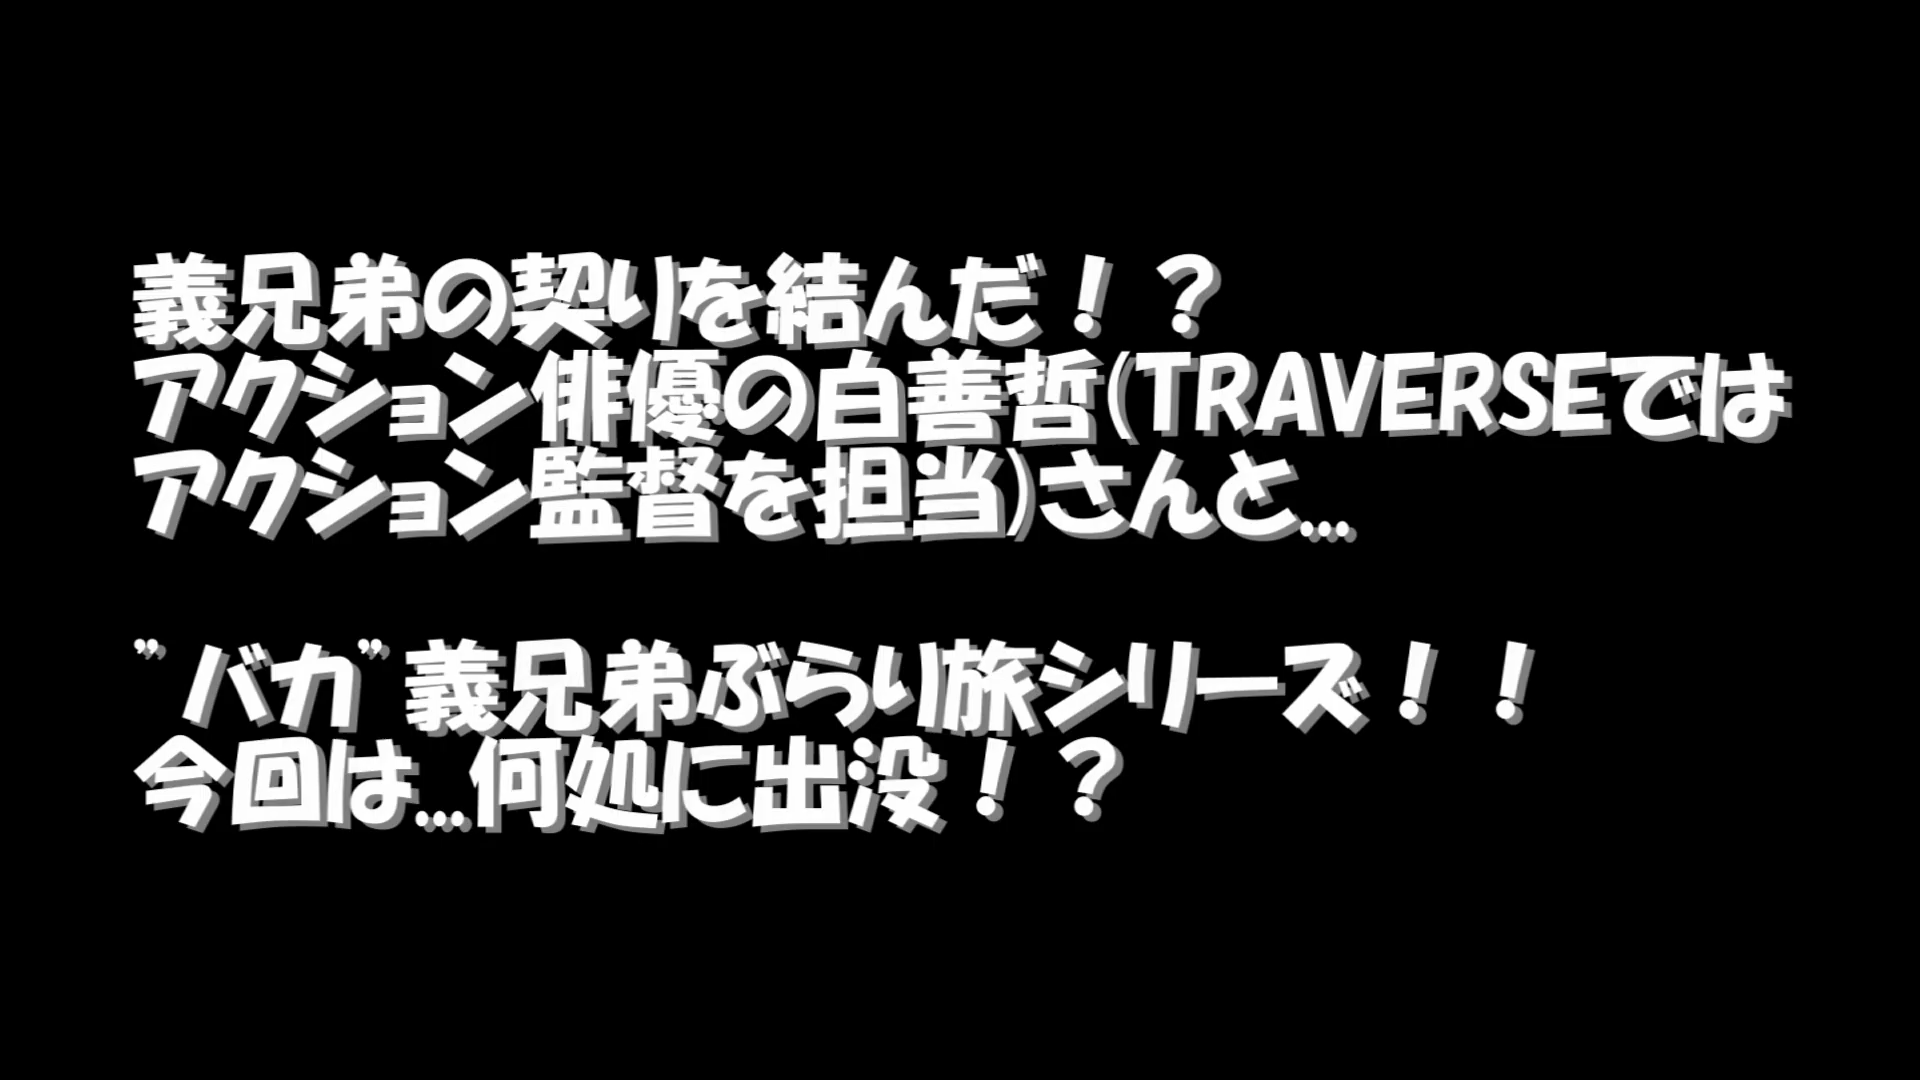 義兄弟の契りを結んだ！？
アクション俳優の白善哲(TRAVERSEでは
アクション監督を担当)さんと...
”バカ”義兄弟ぶらり旅シリーズ！！
今回は...何処に出没！？